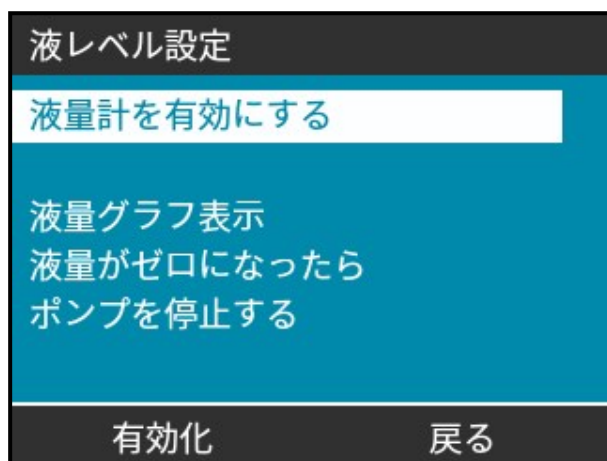 液レベル設定
液量計を有効にする
液量グラフ表示
液量がゼロになったら
ポンプを停止する
有効化 戻る